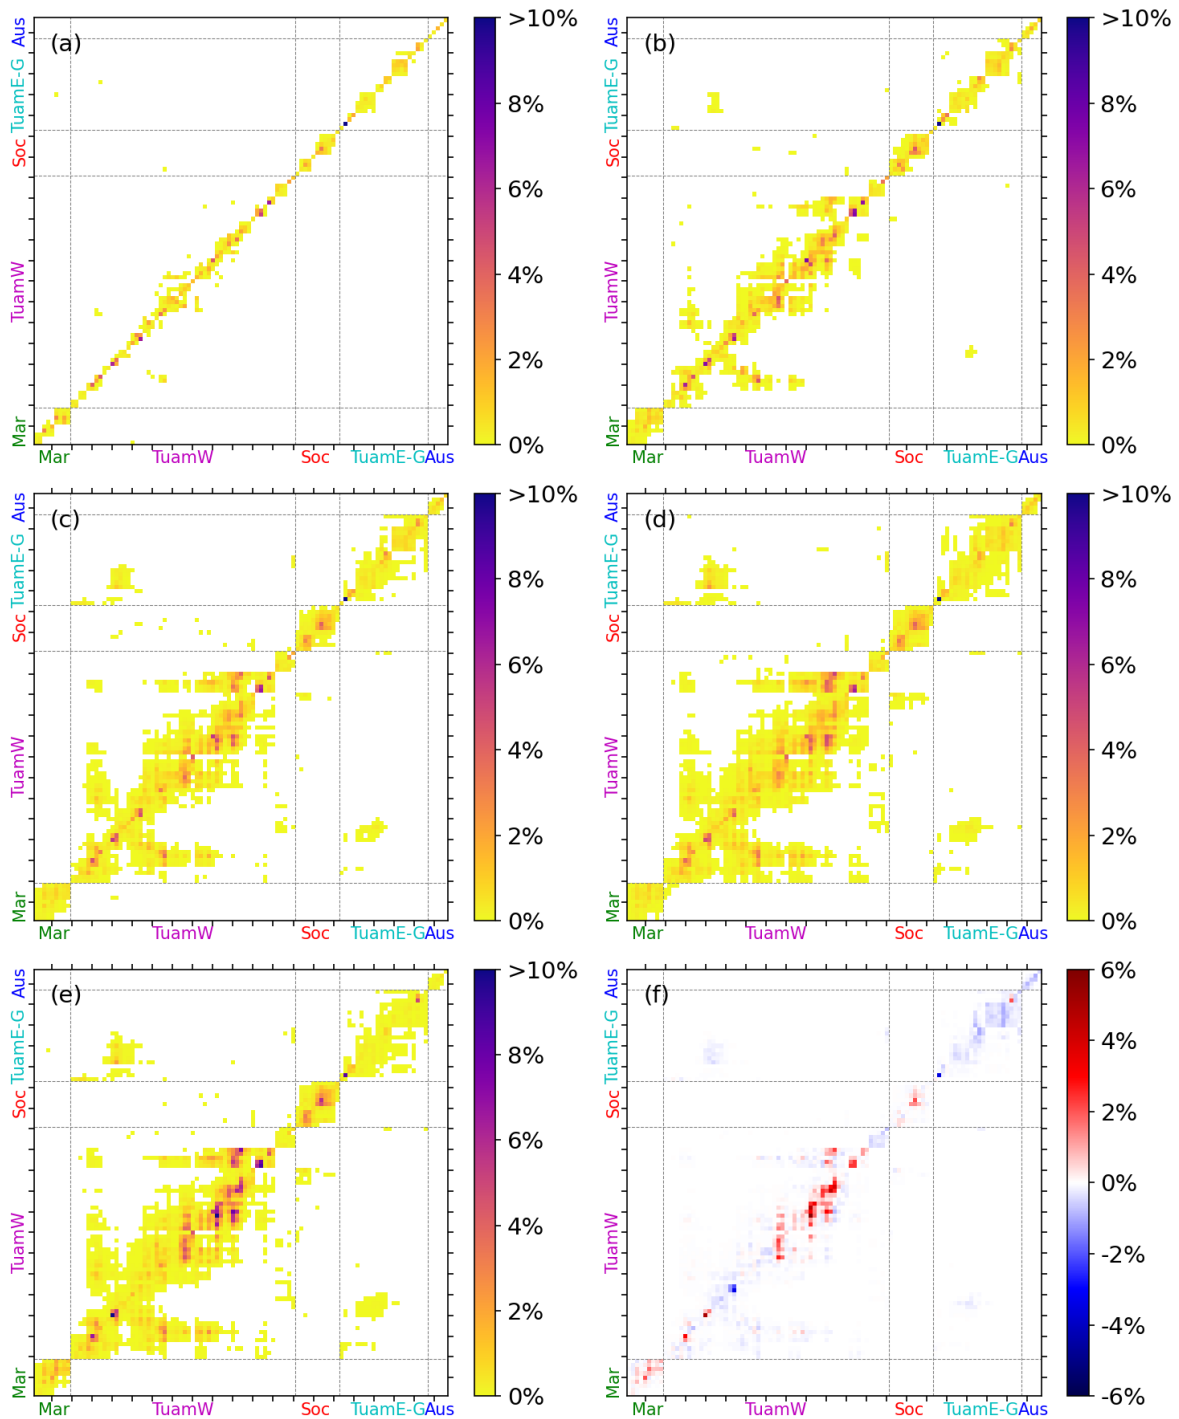 (a)
Aus
TuamE-G
Soc
TuamW
Mar
Mar TuamW Soc TuamE-G Aus
>10%
8%
6%
4%
2%
0%
(b)
Aus
TuamE-G
Soc
TuamW
Mar
Mar TuamW Soc TuamE-G Aus
>10%
8%
6%
4%
2%
0%
(c)
Aus
TuamE-G
Soc
TuamW
Mar
Mar TuamW Soc TuamE-G Aus
>10%
8%
6%
4%
2%
0%
(d)
Aus
TuamE-G
Soc
TuamW
Mar
Mar TuamW Soc TuamE-G Aus
>10%
8%
6%
4%
2%
0%
(e)
Aus
TuamE-G
Soc
TuamW
Mar
Mar TuamW Soc TuamE-G Aus
>10%
8%
6%
4%
2%
0%
(f)
Aus
TuamE-G
Soc
TuamW
Mar
Mar TuamW Soc TuamE-G Aus
6%
4%
2%
0%
-2%
-4%
-6%